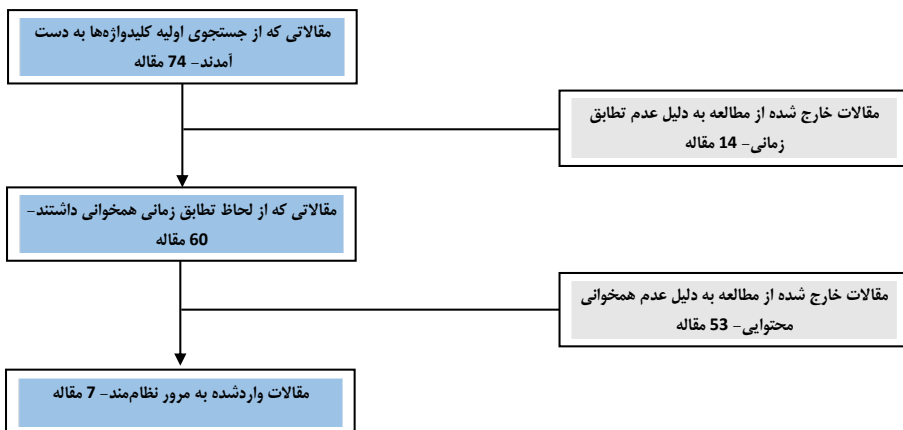 مقالاتی که از جستجوی اولیه کلیدواژه‌ها به دست
آمدند- 74 مقاله
مقالات خارج شده از مطالعه به دلیل عدم تطابق
زمانی- 14 مقاله
مقالاتی که از لحاظ تطابق زمانی همخوانی داشتند-
60 مقاله
مقالات خارج شده از مطالعه به دلیل عدم همخوانی
محتوایی- 53 مقاله
مقالات واردشده به مرور نظام‌مند- 7 مقاله